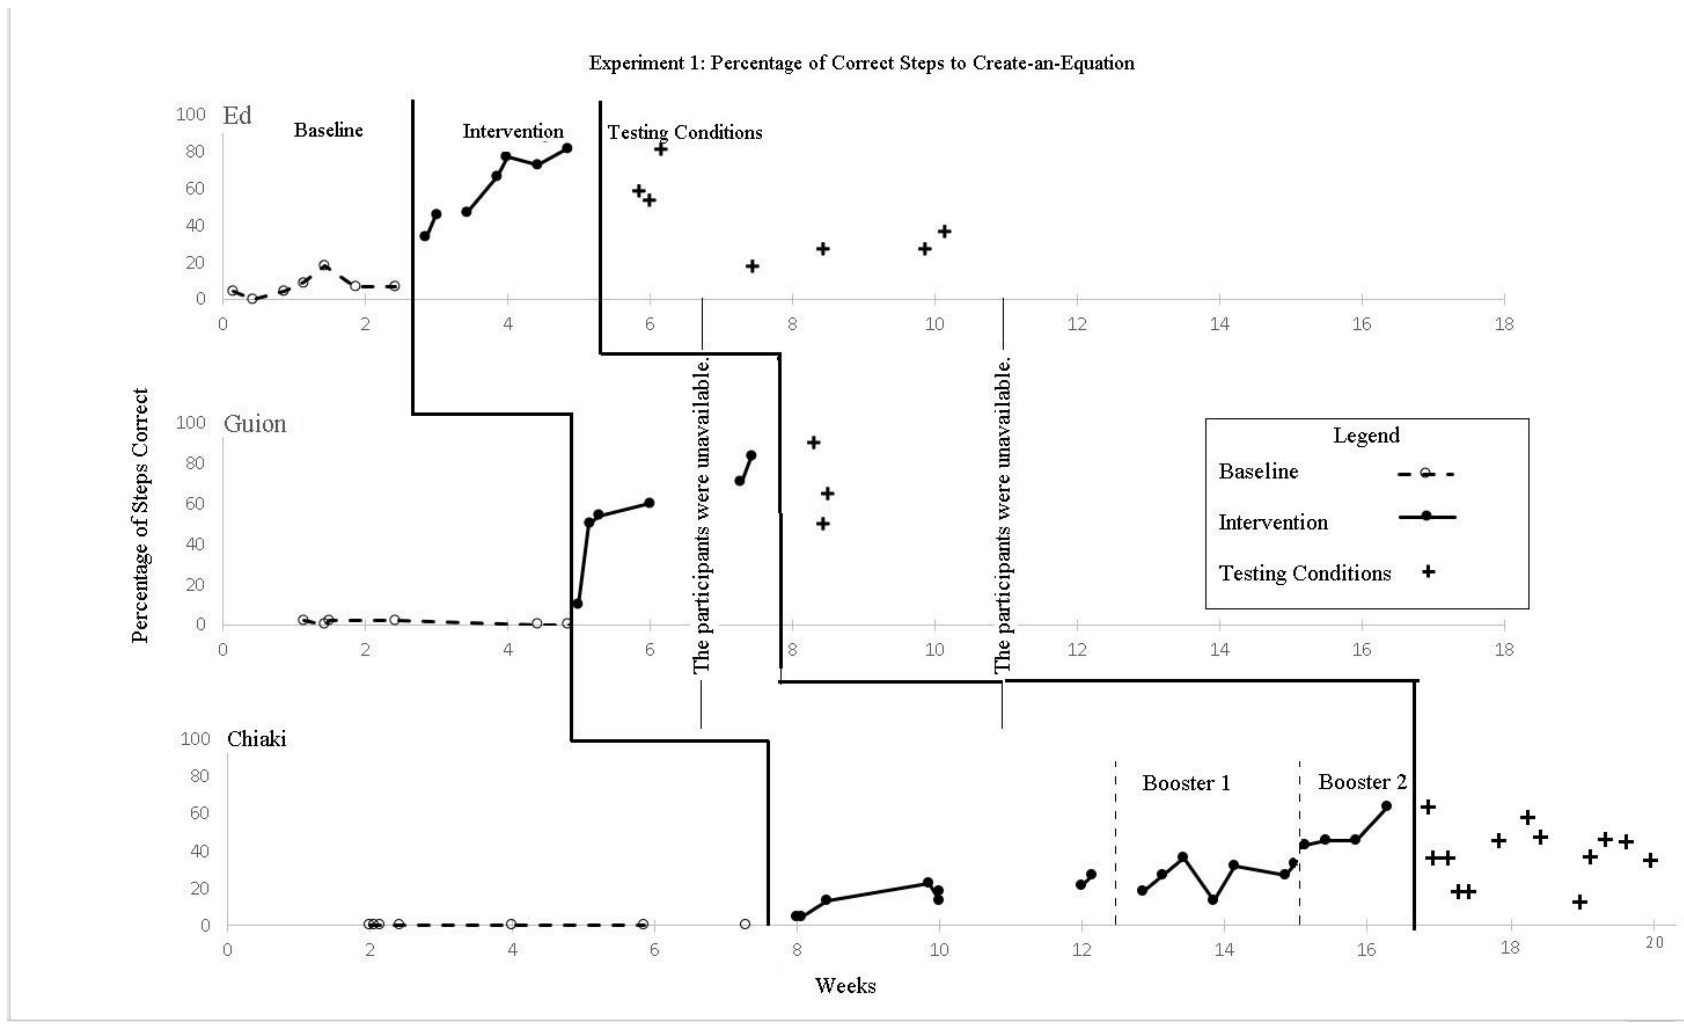 Experiment 1: Percentage of Correct Steps to Create-an-Equation
100 Ed
Baseline Intervention Testing Conditions
80
60
40
20
0
0 2 4 6 8 10 12 14 16 18
Percentage of Steps Correct
The participants were unavailable.
The participants were unavailable.
100 Guion
80
60
40
20
0
0 2 4 6 8 10 12 14 16 18
Legend
Baseline
Intervention
Testing Conditions
100 Chiaki
80
60
40
20
0
Booster 1 Booster 2
0 2 4 6 8 10 12 14 16 18 20
Weeks